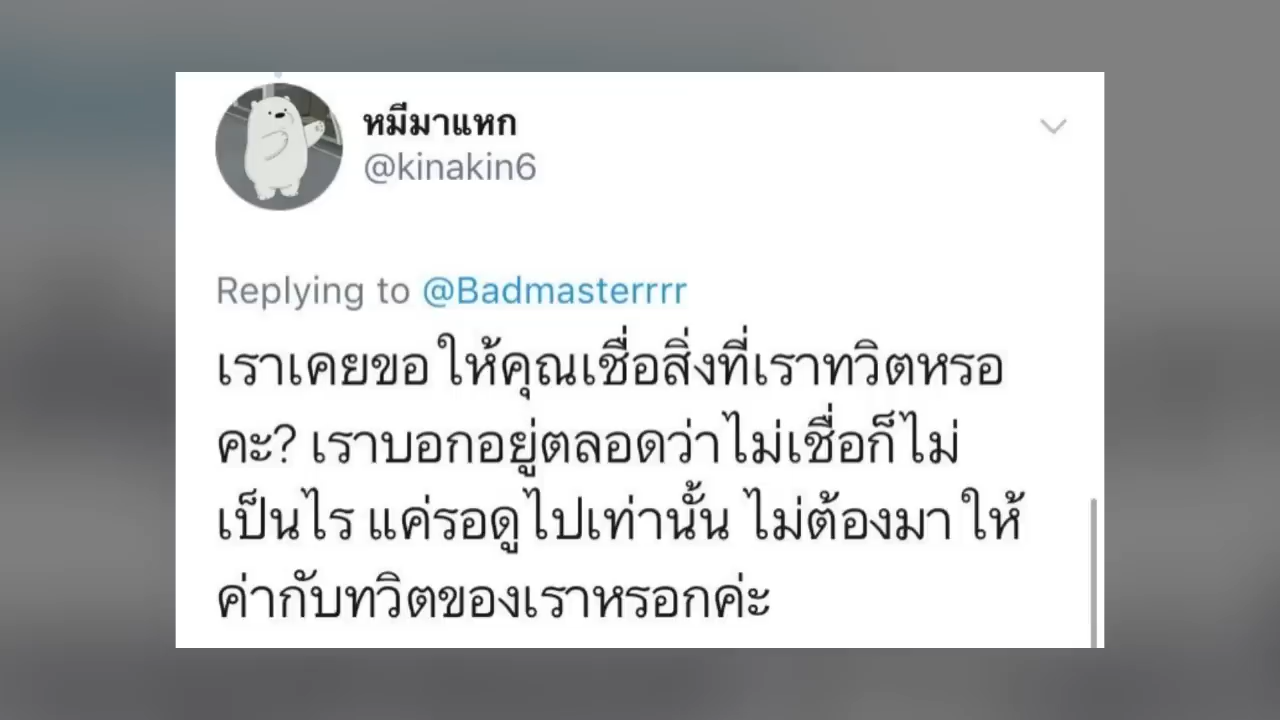 หมีมาแหก
@kinakin6
Replying to @Badmasterrrr
เราเคยขอ ให้คุณเชื่อสิ่งที่เราทวิตหรอ
คะ? เราบอกอยู่ตลอดว่าไม่เชื่อก็ไม่
เป็นไร แค่รอดูไปเท่านั้น ไม่ต้องมา ให้
ค่ากับทวิตของเราหรอกค่ะ